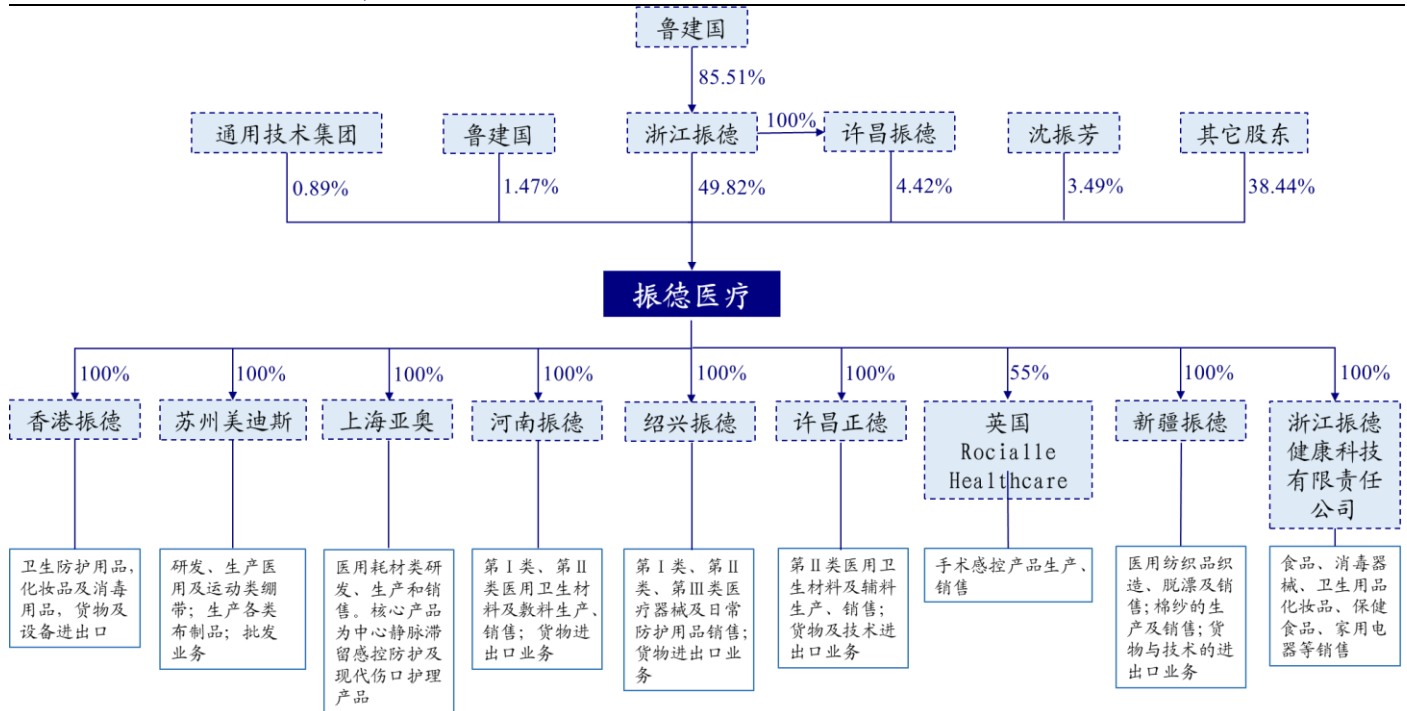 鲁建国
85.51%
通用技术集团
鲁建国
浙江振德
100%
许昌振德
沈振芳
其它股东
0.89%
1.47%
49.82%
4.42%
3.49%
38.44%
振德医疗
100%
100%
100%
100%
100%
100%
55%
100%
100%
香港振德
苏州美迪斯
上海亚奥
河南振德
绍兴振德
许昌正德
英国
Rocialle
Healthcare
新疆振德
浙江振德
健康科技
有限责任
公司
卫生防护用品,
化妆品及消毒
用品，货物及
设备进出口
研发、生产医
用及运动类绷
带；生产各类
布制品；批发
业务
医用耗材类研
发、生产和销
售。核心产品
为中心静脉滞
留感控防护及
现代伤口护理
产品
第Ⅰ类、第Ⅱ
类医用卫生材
料及敷料生产、
销售；货物进
出口业务
第Ⅰ类、第Ⅱ
类、第Ⅲ类医
疗器械及日常
防护用品销售;
货物进出口业
务
第Ⅱ类医用卫
生材料及辅料
生产、销售；
货物及技术进
出口业务
手术感控产品生产、
销售
医用纺织品织
造、脱漂及销
售;棉纱的生
产及销售;货
物与技术的进
出口业务
食品、消毒器
械、卫生用品
化妆品、保健
食品、家用电
器等销售